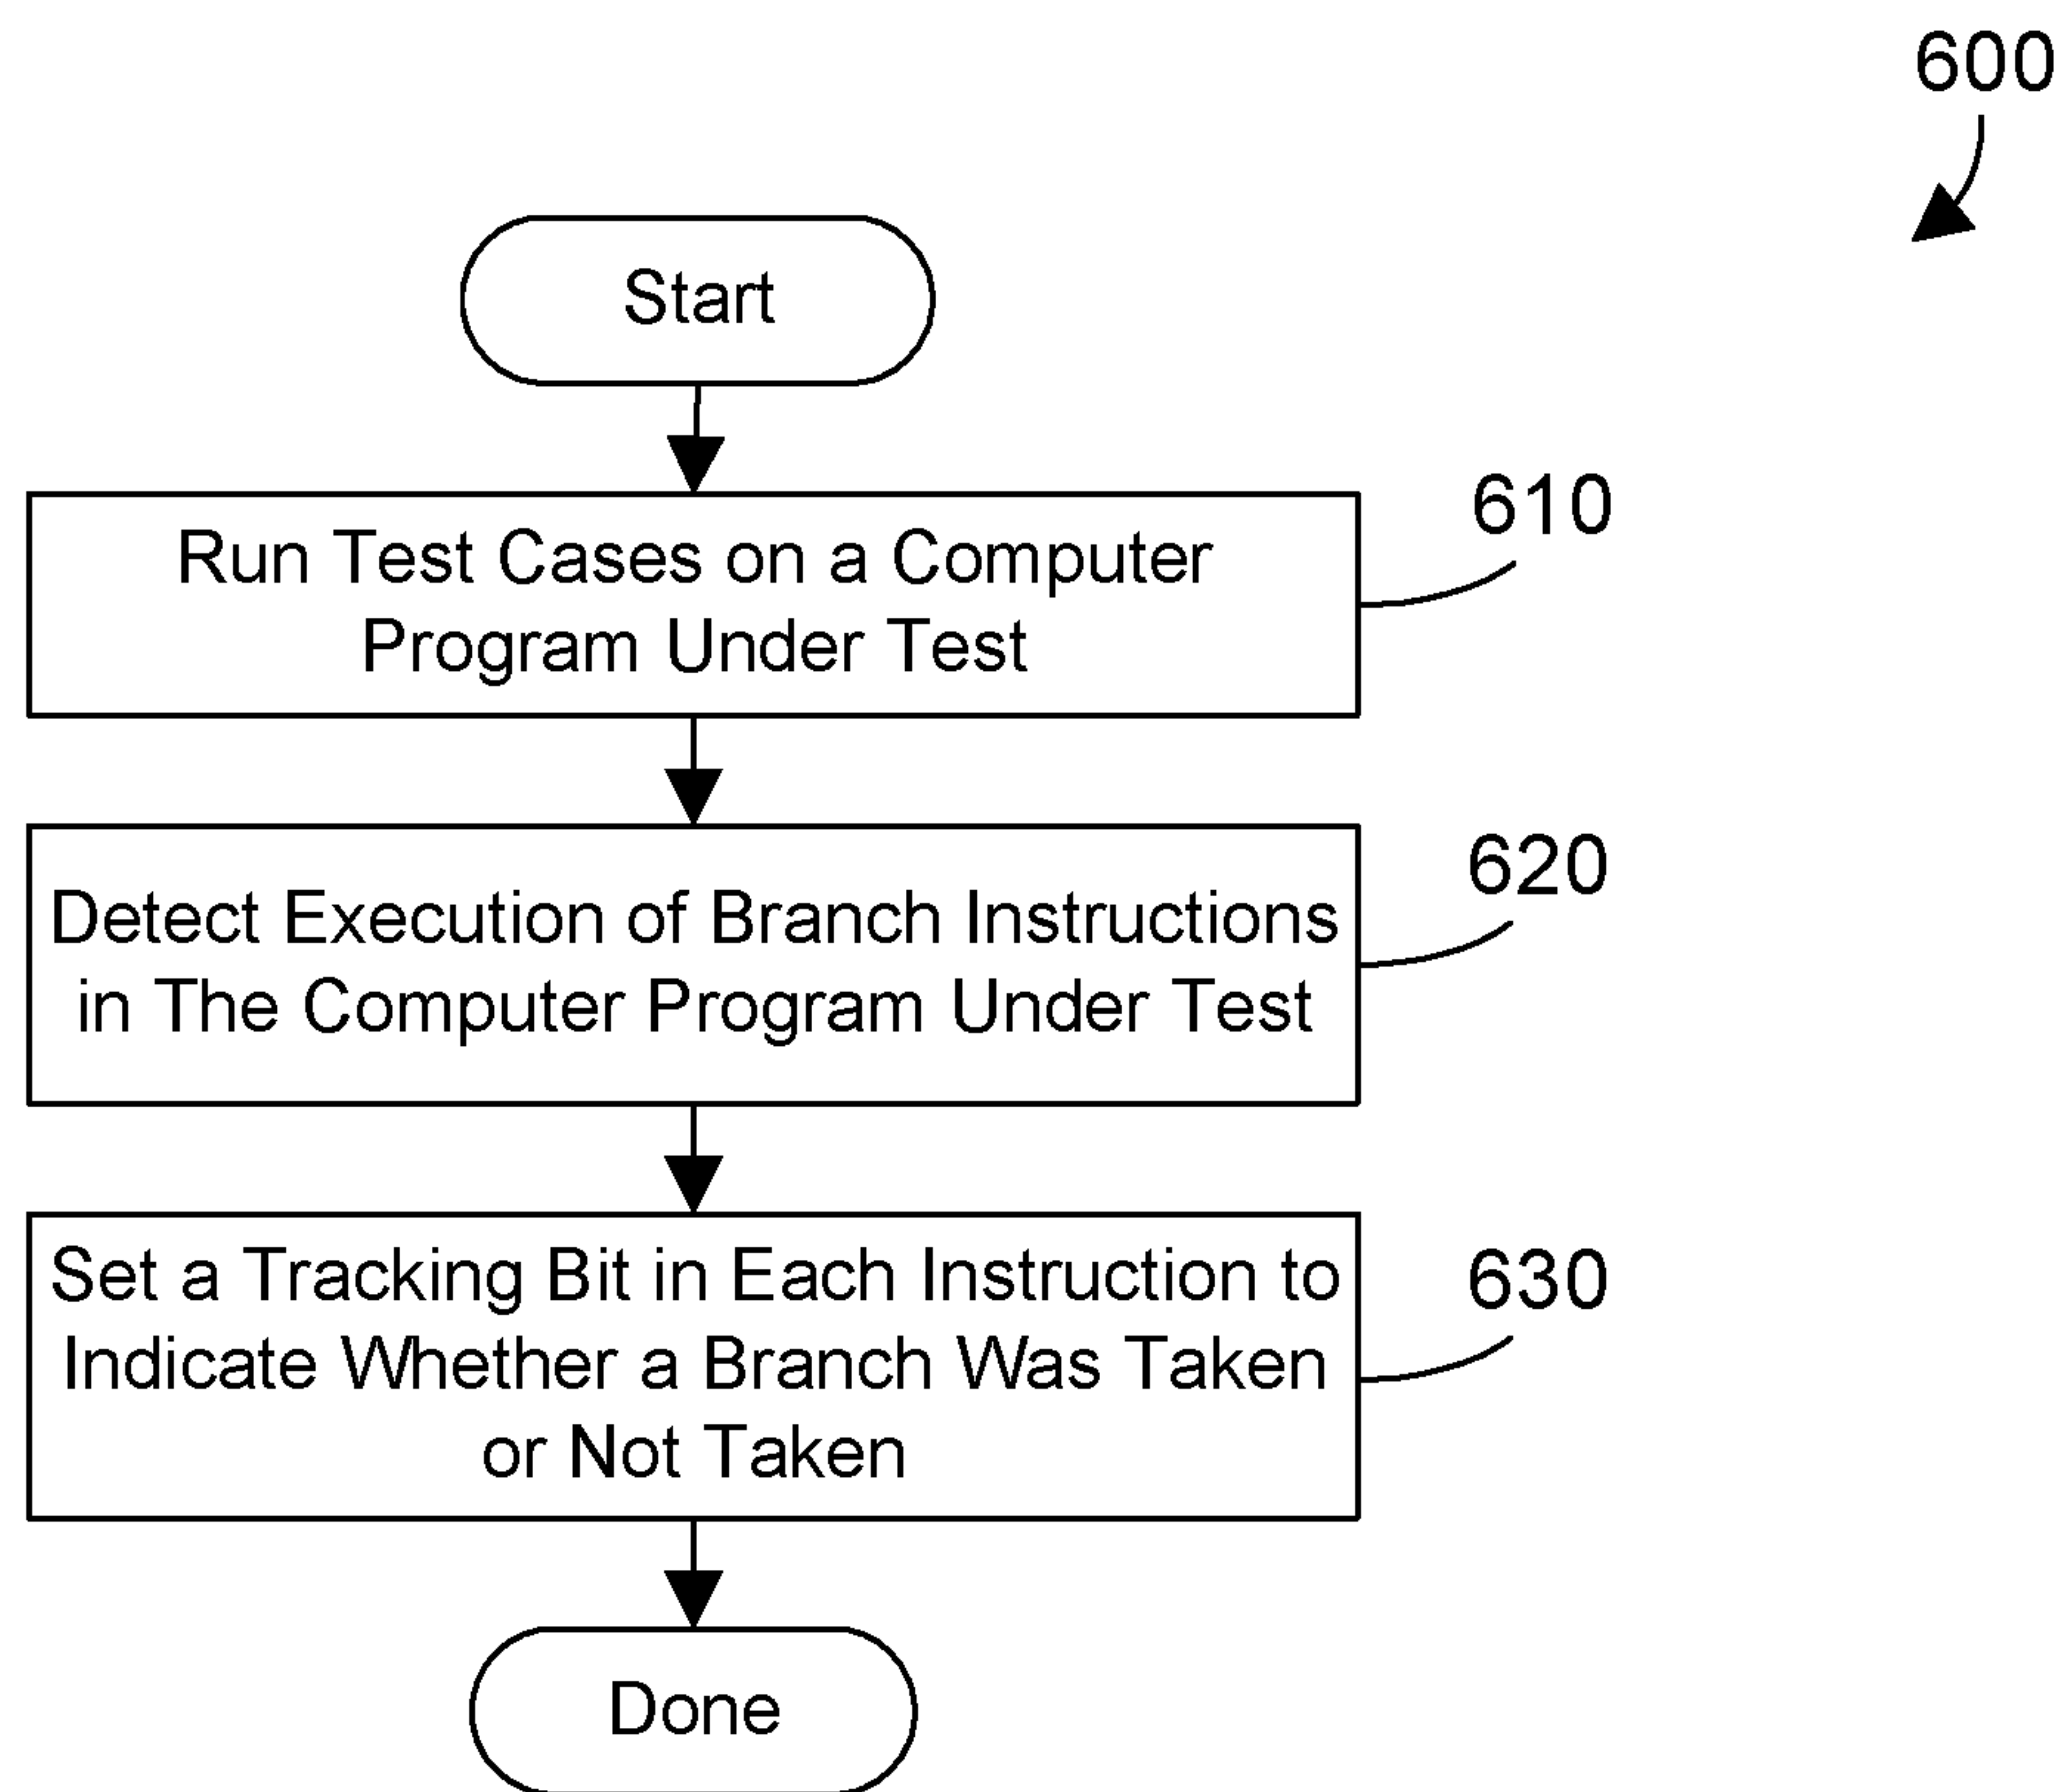 600
Start
Run Test Cases on a Computer
Program Under Test
610
Detect Execution of Branch Instructions
in The Computer Program Under Test
620
Set a Tracking Bit in Each Instruction to
Indicate Whether a Branch Was Taken
or Not Taken
630
Done